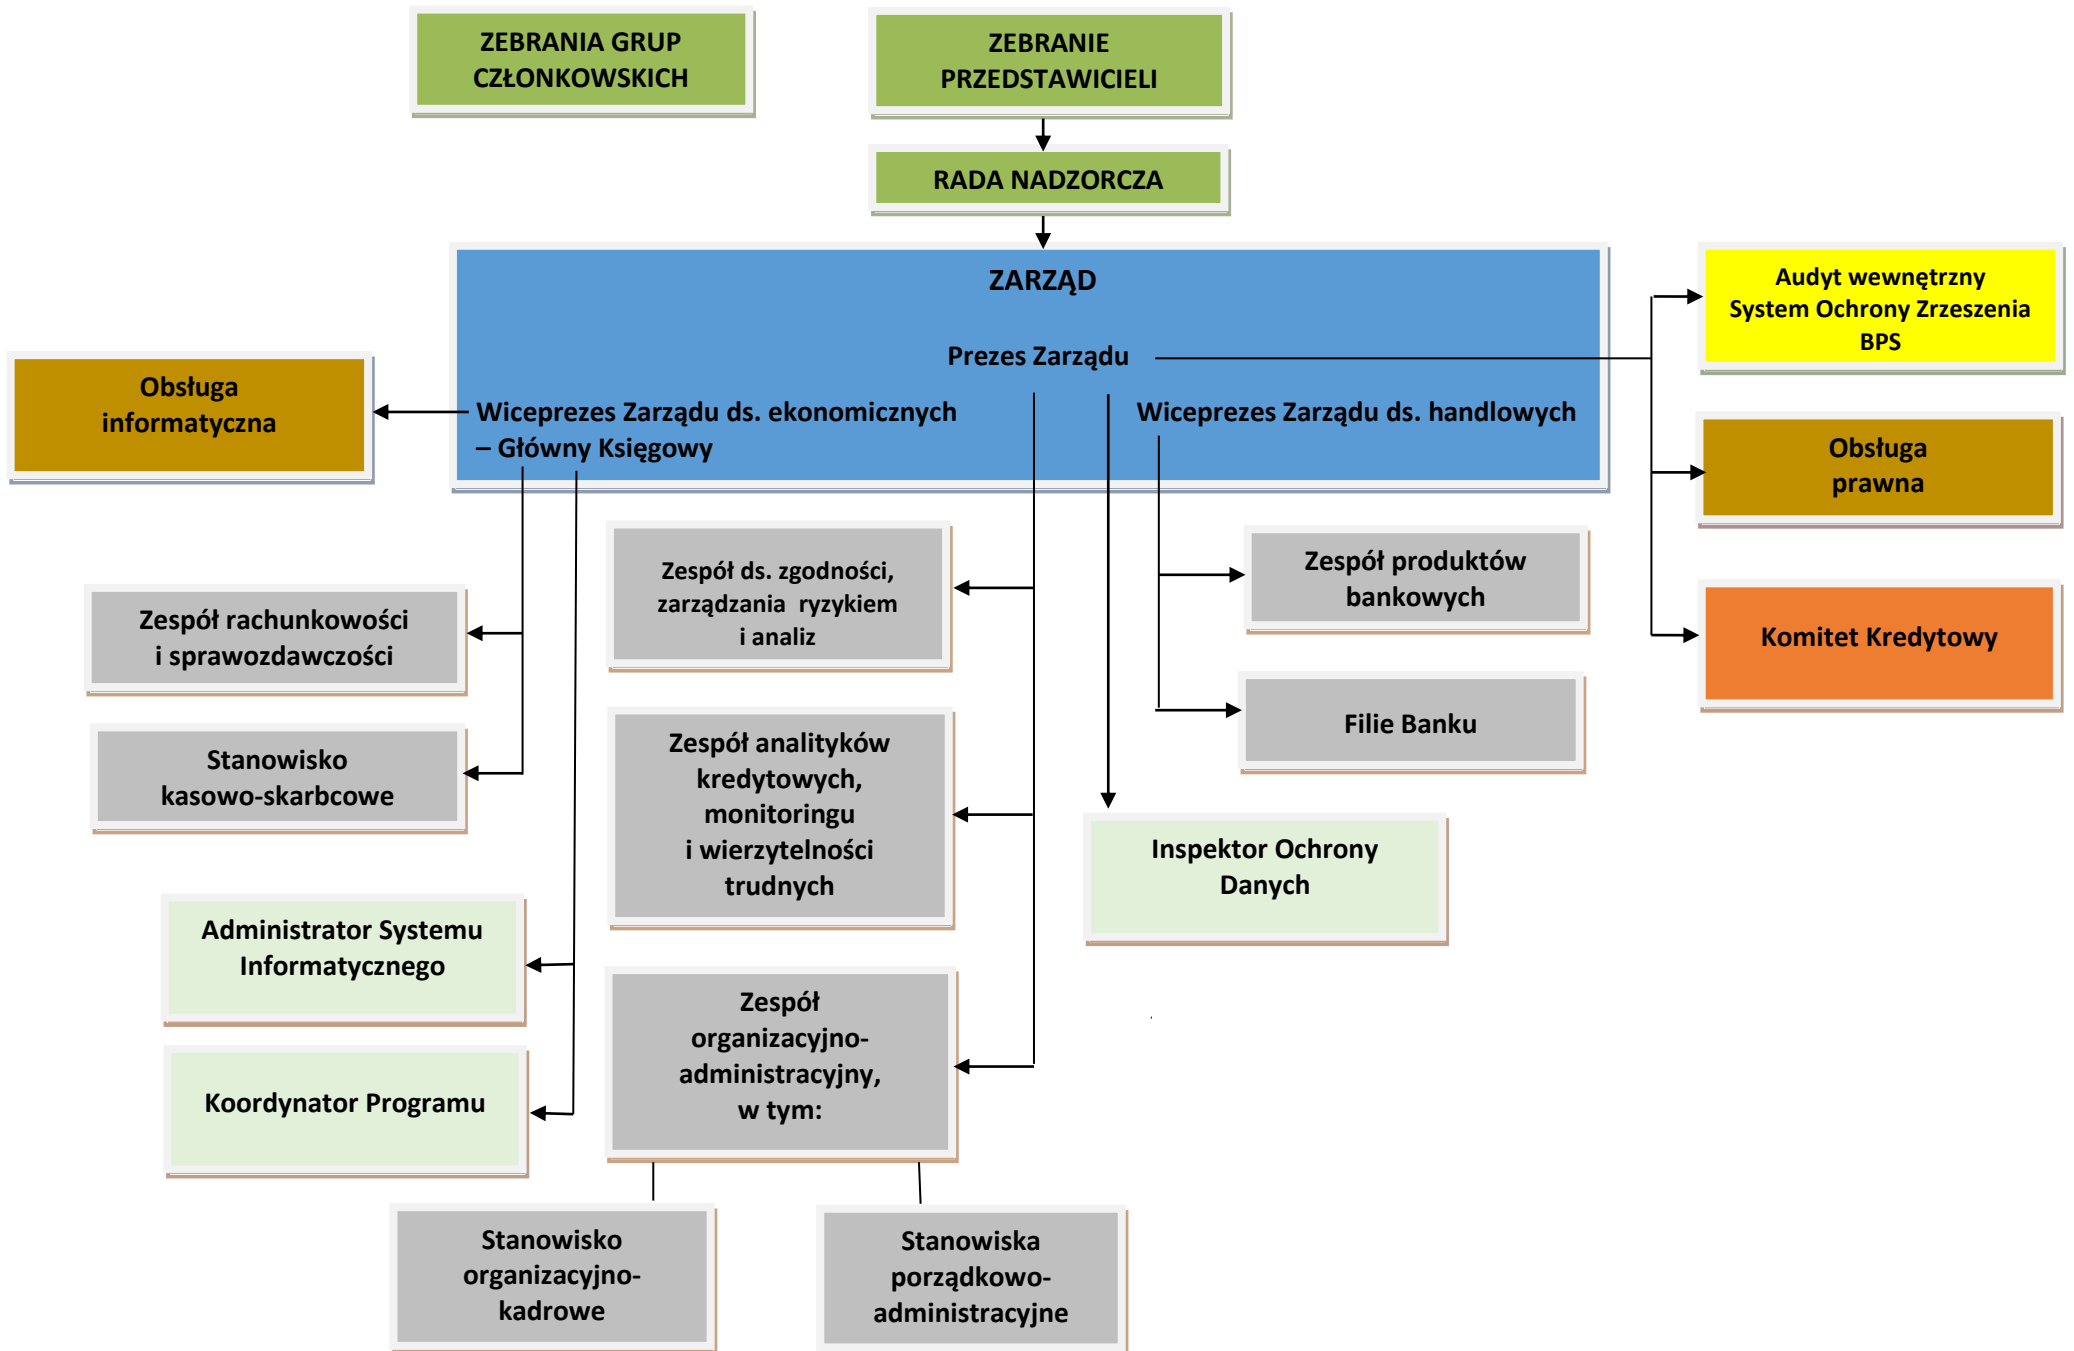 ZEBRANIA GRUP
CZŁONKOWSKICH
ZEBRANIE
PRZEDSTAWICIELI
RADA NADZORCZA
ZARZĄD
Prezes Zarządu
Wiceprezes Zarządu ds. ekonomicznych
– Główny Księgowy
Wiceprezes Zarządu ds. handlowych
Audyt wewnętrzny
System Ochrony Zrzeszenia
BPS
Obsługa
informatyczna
Obsługa
prawna
Komitet Kredytowy
Zespół rachunkowości
i sprawozdawczości
Stanowisko
kasowo-skarbcowe
Administrator Systemu
Informatycznego
Koordynator Programu
Zespół ds. zgodności,
zarządzania  ryzykiem
i analiz
Zespół analityków
kredytowych,
monitoringu
i wierzytelności
trudnych
Zespół
organizacyjno-
administracyjny,
w tym:
Stanowisko
organizacyjno-
kadrowe
Stanowiska
porządkowo-
administracyjne
Zespół produktów
bankowych
Filie Banku
Inspektor Ochrony
Danych